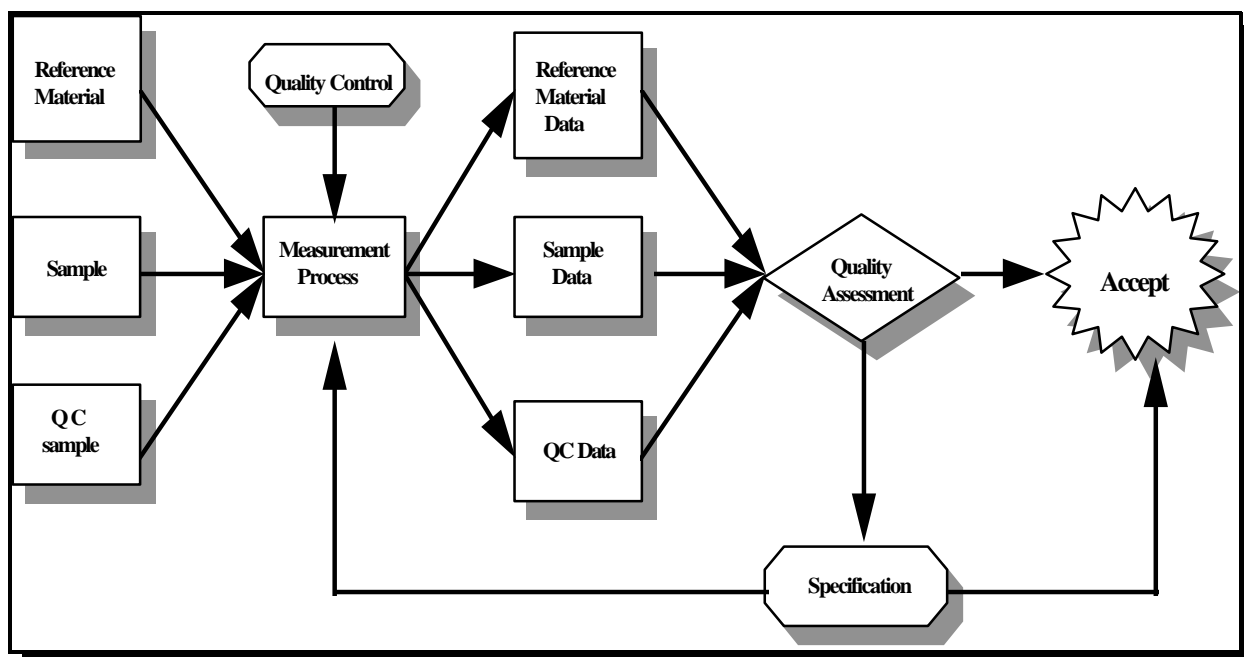 Reference
Material
Quality Control
Reference
Material
Data
Sample
Measurement
Process
Sample
Data
Quality
Assessment
Accept
Q C
sample
QC Data
Specification